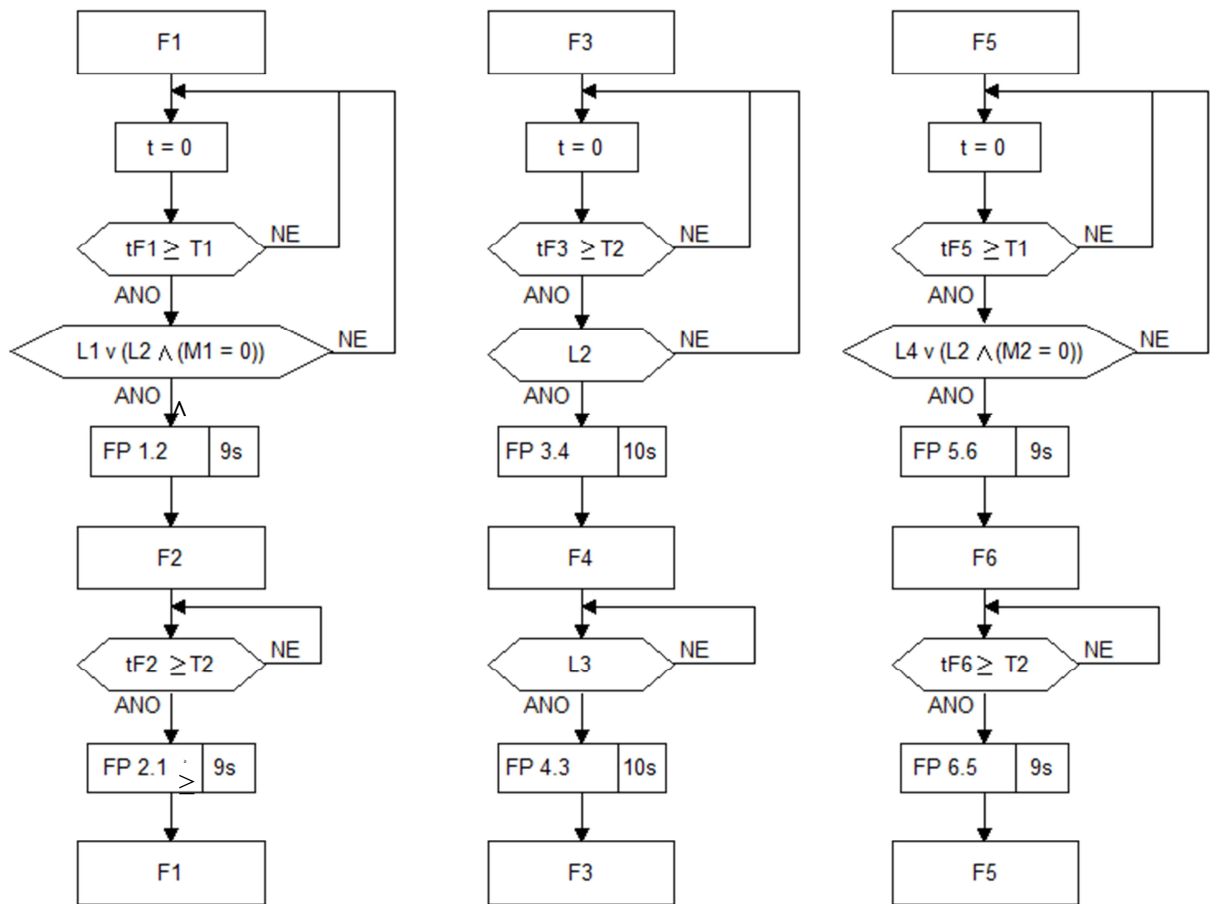 F1
t = 0
tF1 ≥ T1
NE
ANO
L1 v (L2 ∧ (M1 = 0))
NE
ANO
∧
FP 1.2
9s
F2
tF2 ≥ T2
NE
ANO
FP 2.1
≥
9s
F1
F3
t = 0
tF3 ≥ T2
NE
ANO
L2
NE
ANO
FP 3.4
10s
F4
L3
NE
ANO
FP 4.3
10s
F3
F5
t = 0
tF5 ≥ T1
NE
ANO
L4 v (L2 ∧ (M2 = 0))
NE
ANO
FP 5.6
9s
F6
tF6 ≥ T2
NE
ANO
FP 6.5
9s
F5